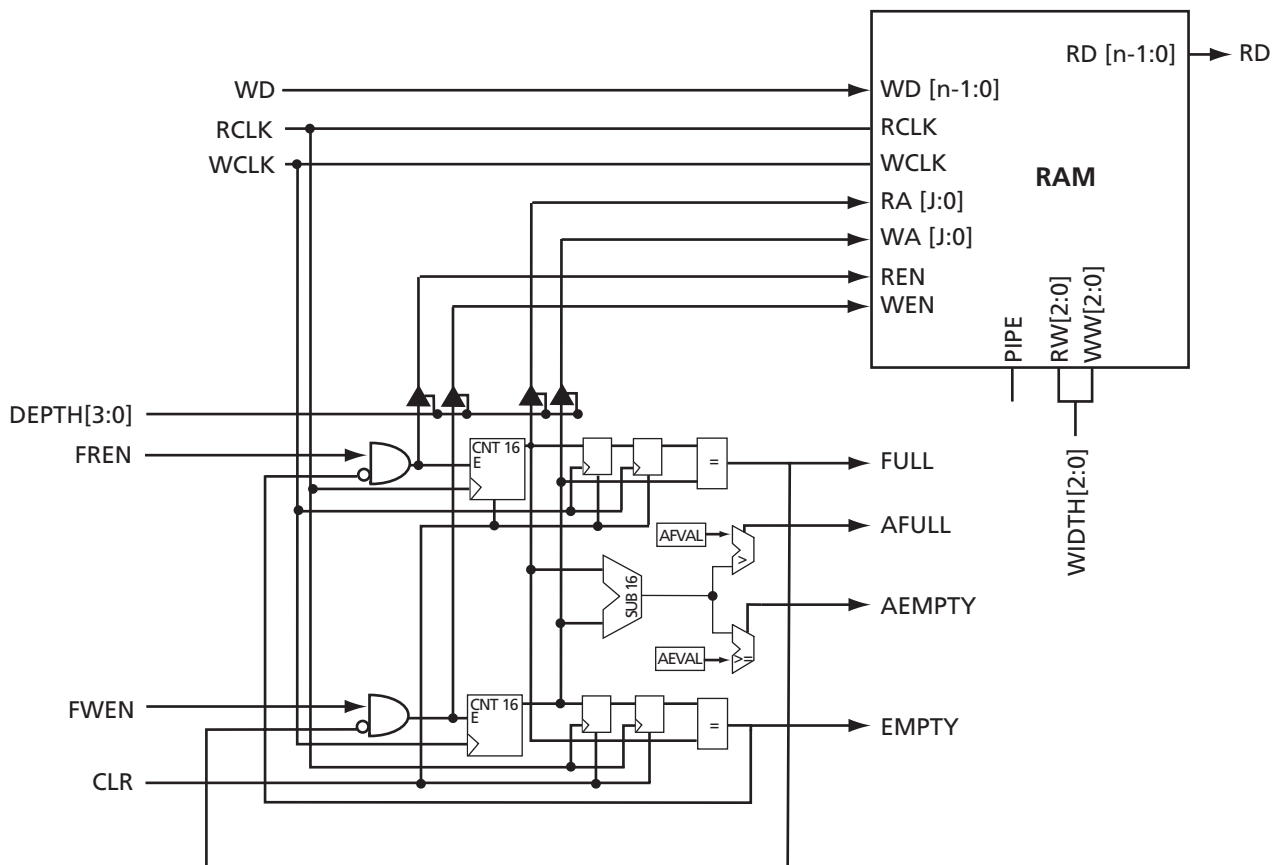 RD [n-1:0]
RD
WD
WD [n-1:0]
RCLK
RCLK
WCLK
WCLK
RAM
RA [J:0]
WA [J:0]
REN
WEN
PIPE
RW[2:0]
WW[2:0]
DEPTH[3:0]
FREN
CNT 16
E
=
FULL
WIDTH[2:0]
AFVAL
>
AFULL
SUB 16
AEMPTY
AEVAL
>=
FWEN
CNT 16
E
=
EMPTY
CLR